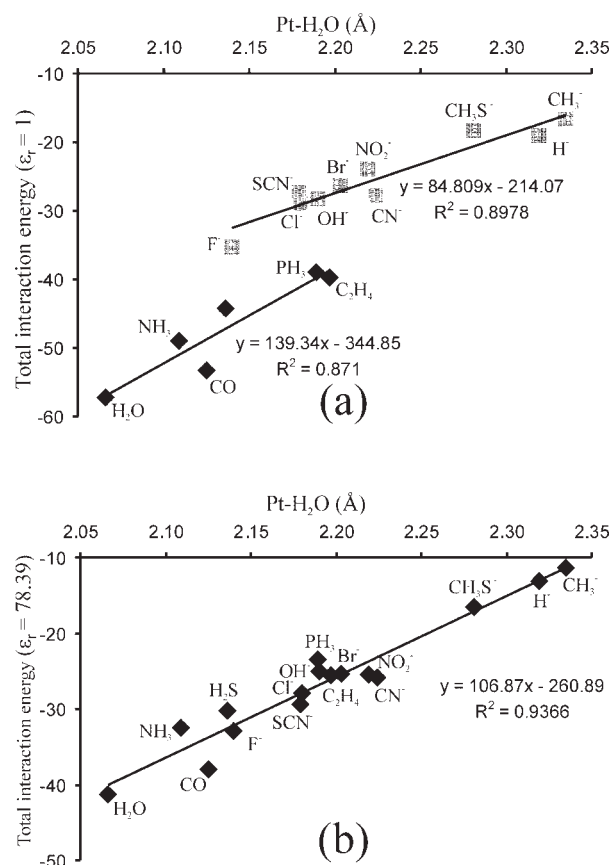 Pt-H₂O (Å)
2.05 2.10 2.15 2.20 2.25 2.30 2.35
Total interaction energy (εᵣ = 1)
-10
-20
-30
-40
-50
-60
CH₃⁻
CH₃S⁻
H⁻
NO₂⁻
Br⁻
SCN⁻
Cl⁻
OH⁻
CN⁻
y = 84.809x - 214.07
R² = 0.8978
F⁻
PH₃
C₂H₄
NH₃
y = 139.34x - 344.85
R² = 0.871
CO
H₂O
(a)
Pt-H₂O (Å)
2.05 2.10 2.15 2.20 2.25 2.30 2.35
Total interaction energy (εᵣ = 78.39)
-10
-20
-30
-40
-50
CH₃S⁻
H⁻
CH₃⁻
PH₃
Br⁻
NO₂⁻
OH⁻
Cl⁻
C₂H₄
CN⁻
H₂S
SCN⁻
y = 106.87x - 260.89
R² = 0.9366
NH₃
F⁻
CO
H₂O
(b)